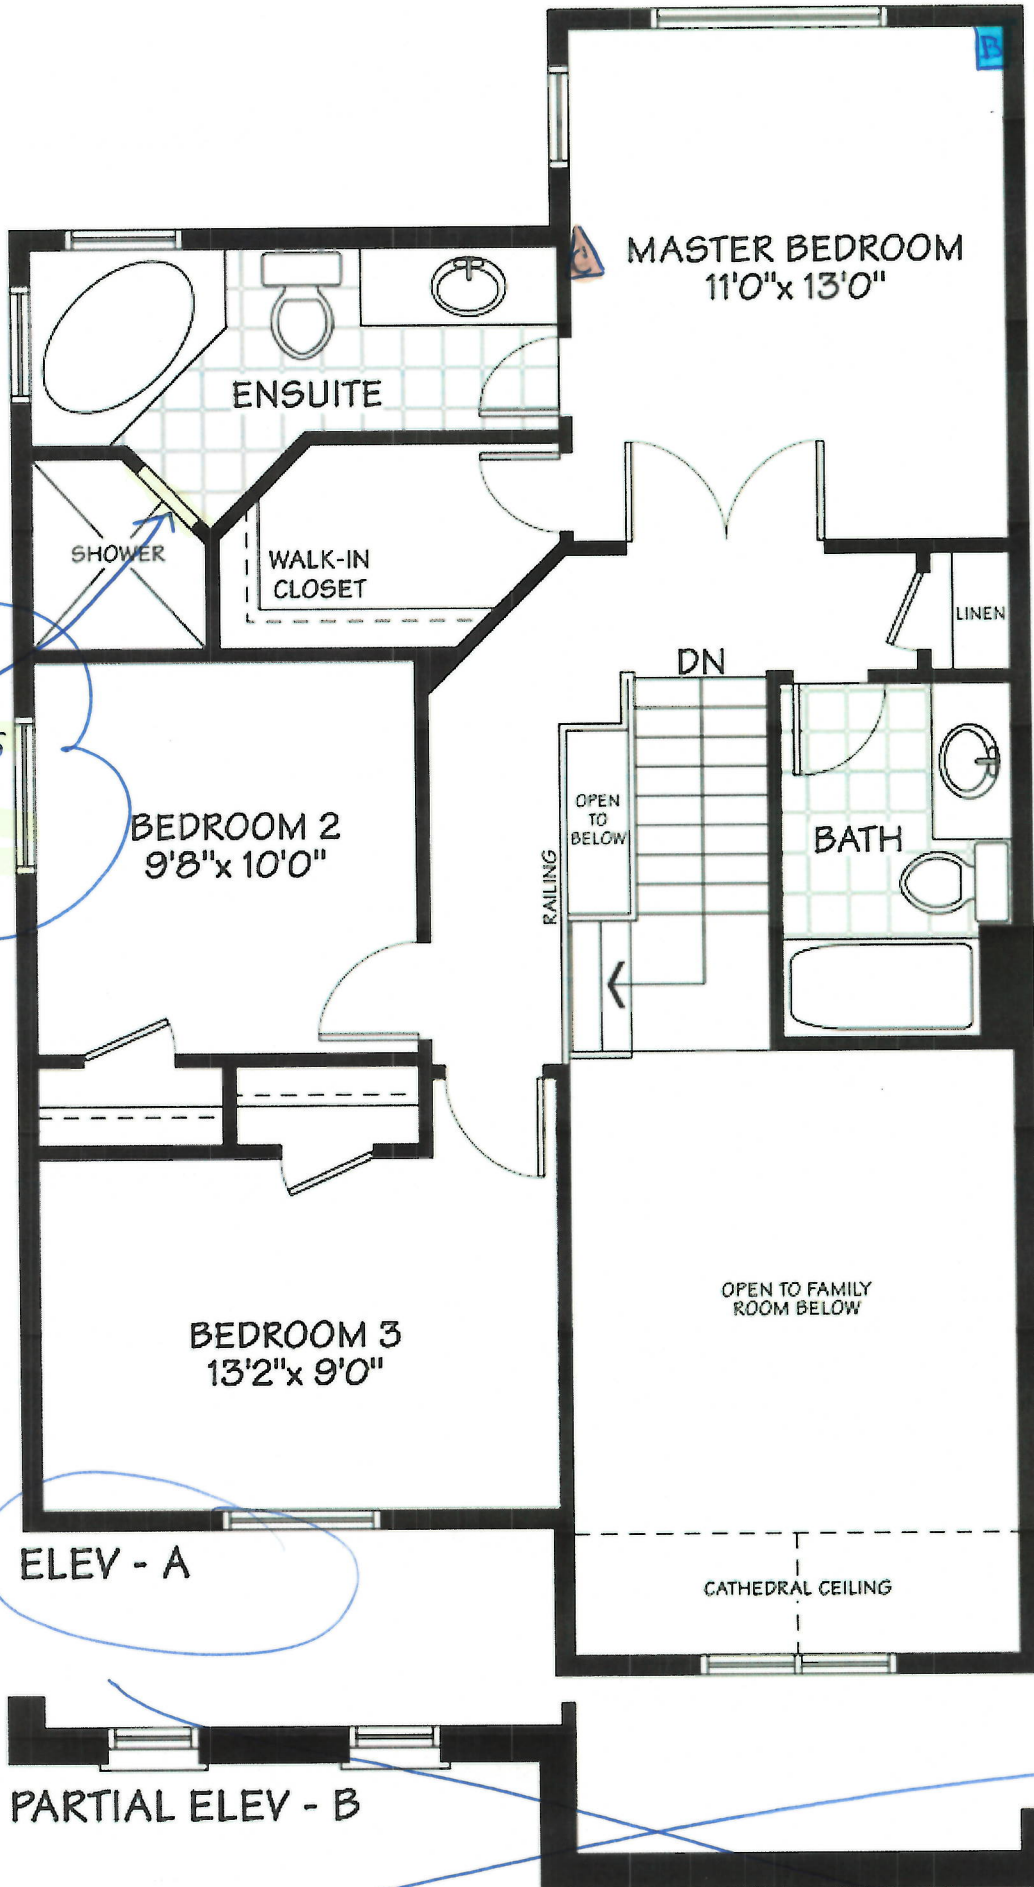 B
C
MASTER BEDROOM
11'0"x 13'0"
ENSUITE
SHOWER
WALK-IN
CLOSET
LINEN
DN
OPEN
TO
BELOW
RAILING
BATH
BEDROOM 2
9'8"x 10'0"
BEDROOM 3
13'2"x 9'0"
OPEN TO FAMILY
ROOM BELOW
ELEV - A
CATHEDRAL CEILING
PARTIAL ELEV - B